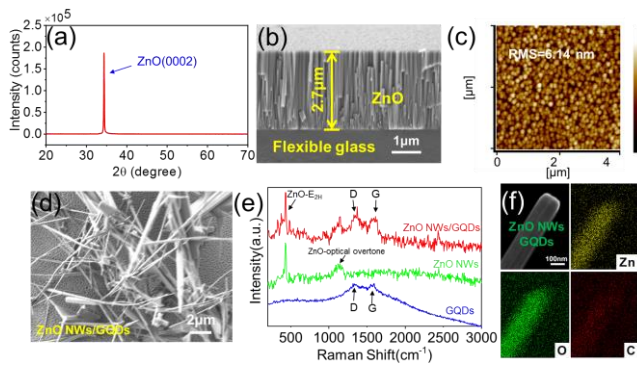 (a)
2.5×10⁵
2.0
1.5
1.0
0.5
0.0
Intensity (counts)
ZnO(0002)
20 30 40 50 60 70
2θ (degree)
(b)
2.7μm
ZnO
1μm
Flexible glass
(c)
RMS=6.14 nm
[μm]
0 2 4
[μm]
(d)
ZnO NWs/GQDs
2μm
(e)
ZnO-E2H
D G
ZnO NWs/GQDs
ZnO-optical overtone
ZnO NWs
D G
GQDs
Intensity(a.u.)
500 1000 1500 2000 2500 3000
Raman Shift(cm⁻¹)
(f)
ZnO NWs
GQDs
100nm
Zn
O
C